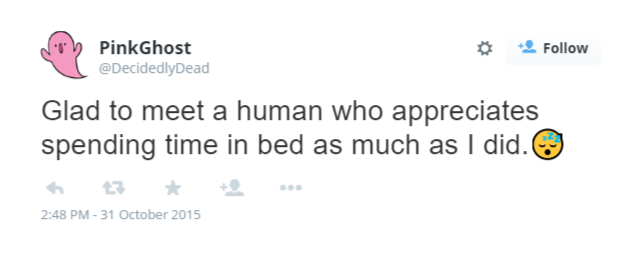 PinkGhost
Follow
@DecidedlyDead
Glad to meet a human who appreciates
spending time in bed as much as I did.😴
2:48 PM - 31 October 2015